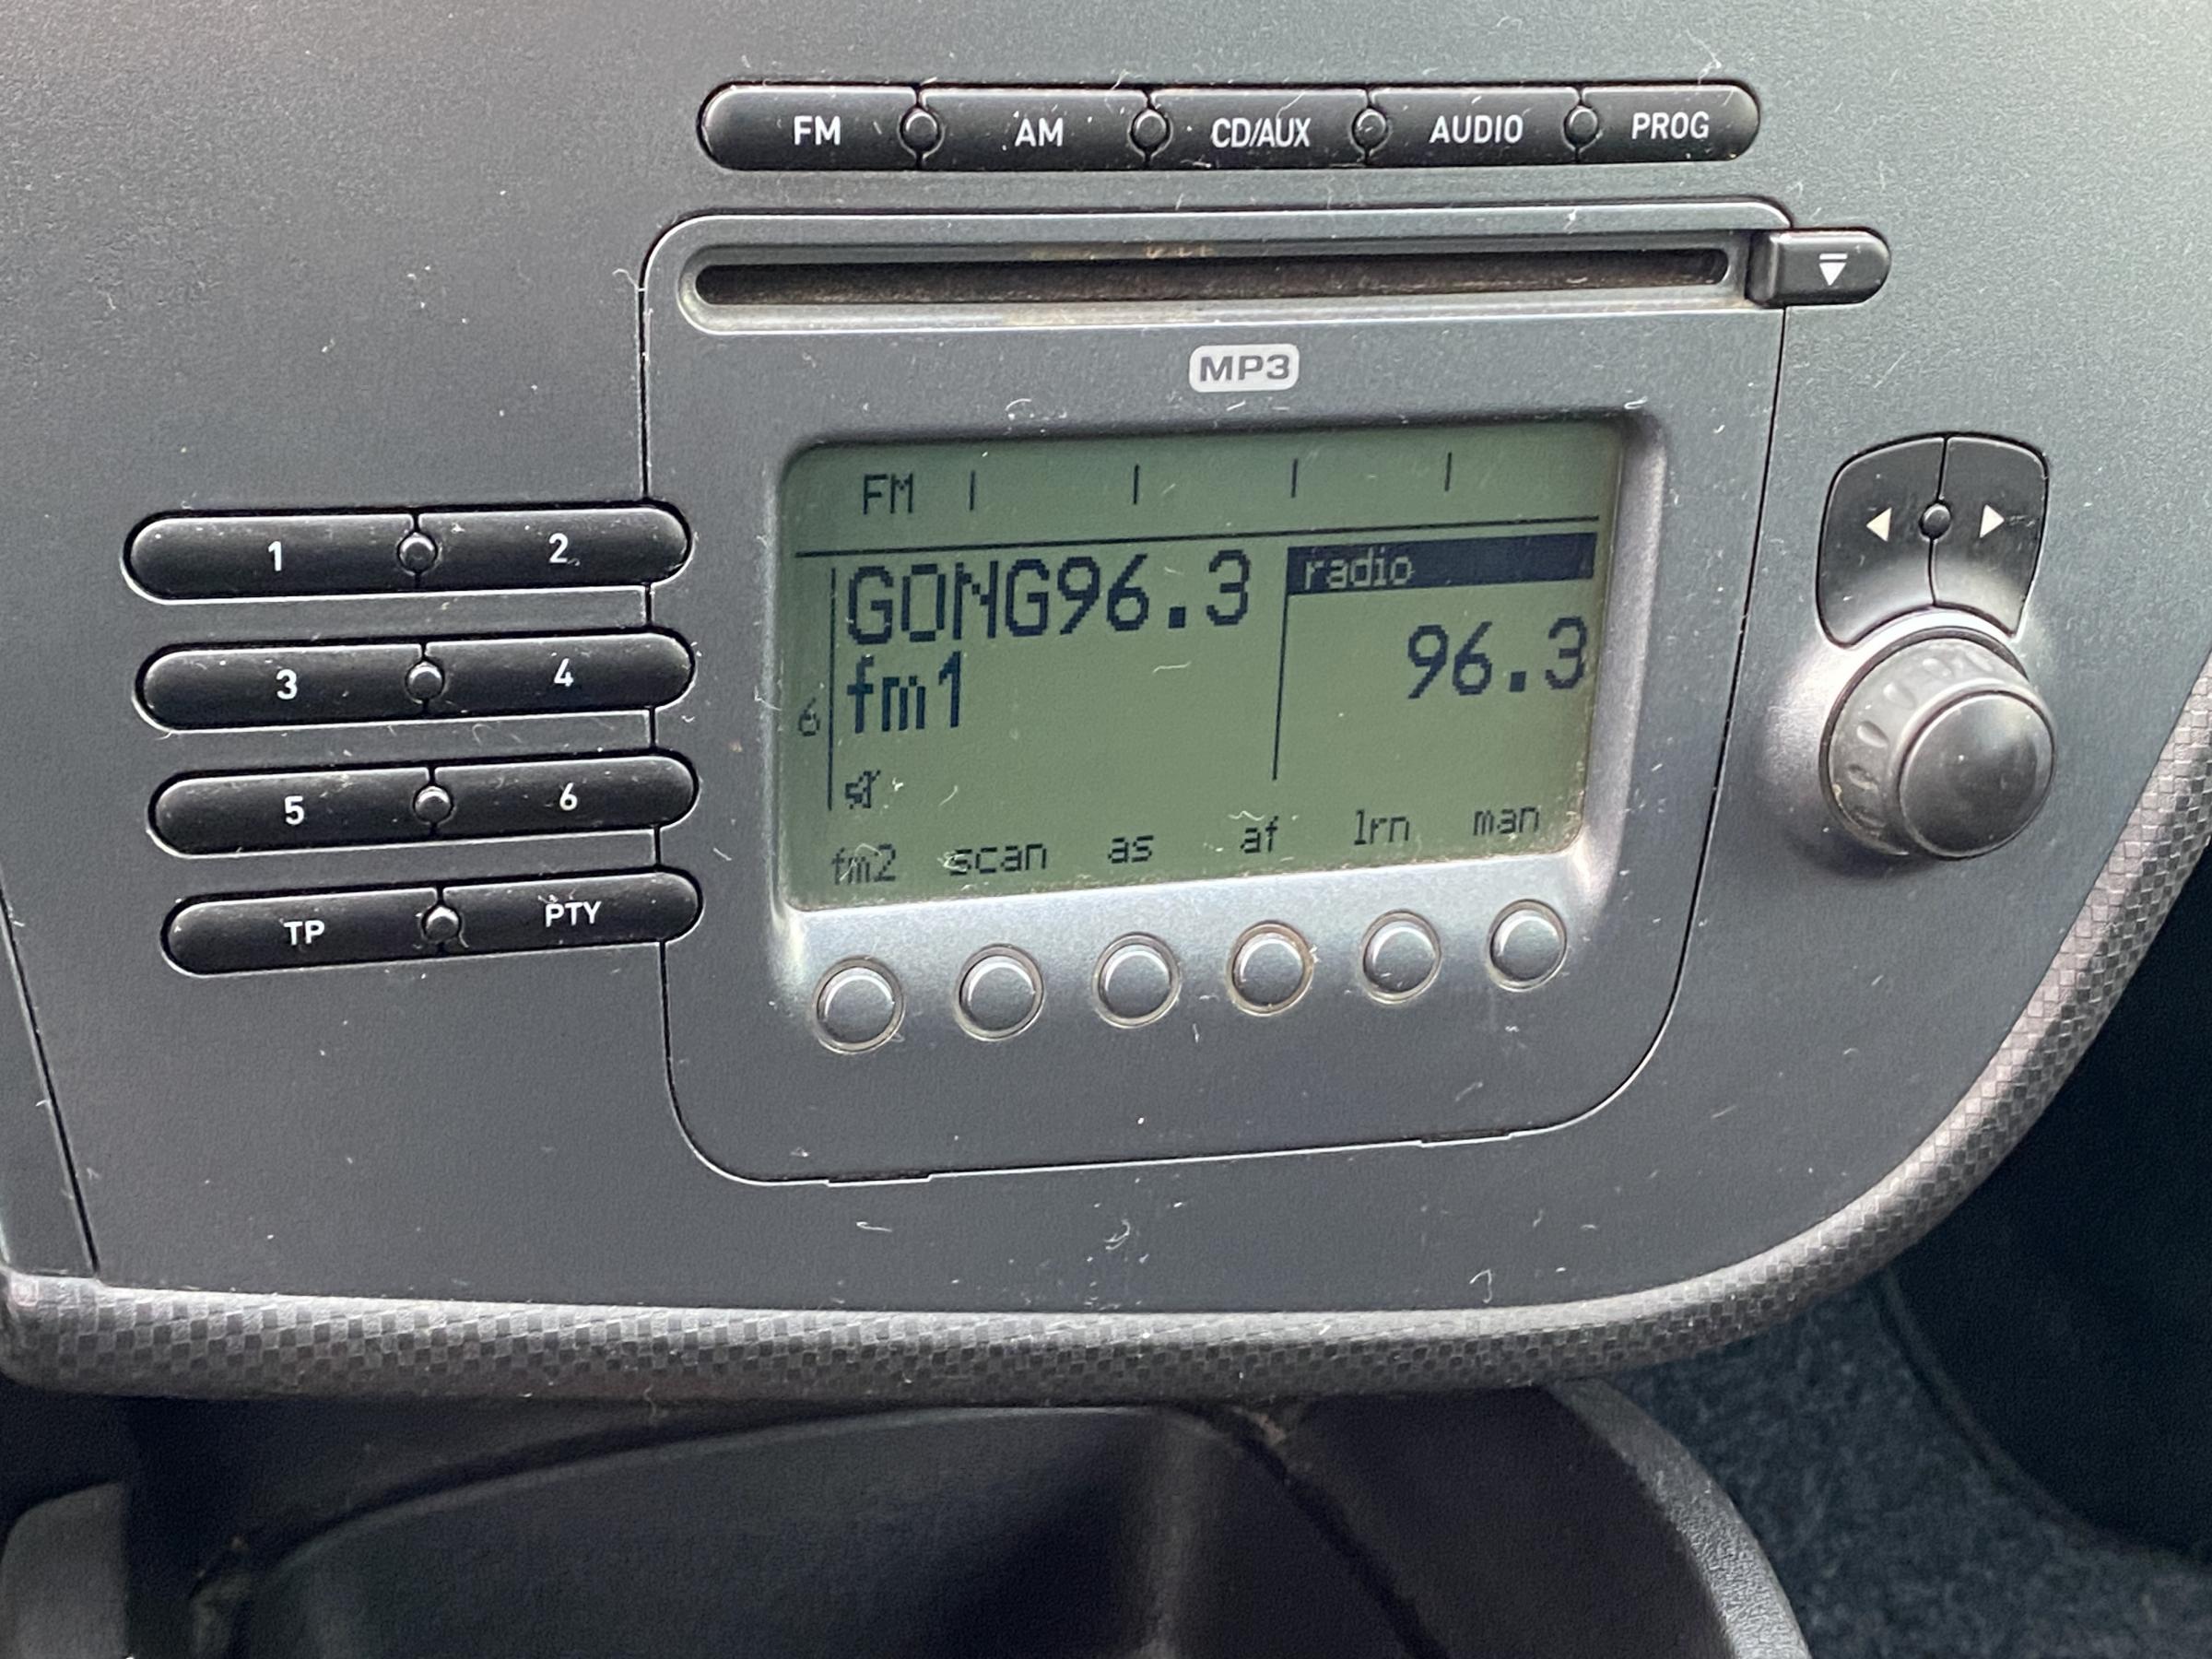 FM AM CD/AUX AUDIO PROG
MP3
FM
GONG96.3
fm1
6
radio
96.3
fm2 scan as af lrn man
1 2
3 4
5 6
TP PTY